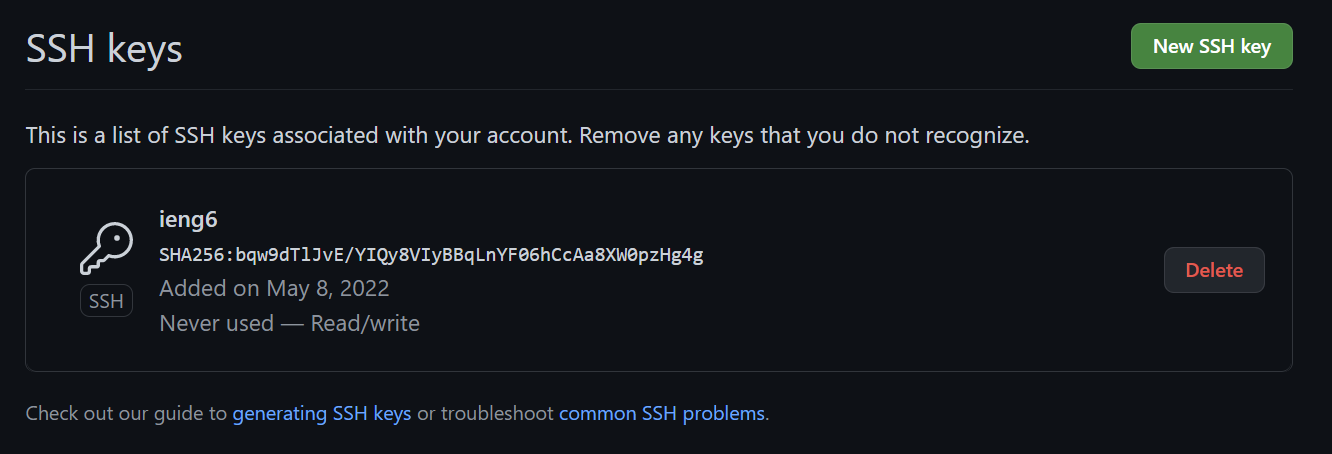 SSH keys
New SSH key
This is a list of SSH keys associated with your account. Remove any keys that you do not recognize.
ieng6
SHA256:bqw9dTlJvE/YIQy8VIyBBqLnYF06hCcAa8XW0pzHg4g
Added on May 8, 2022
Never used — Read/write
SSH
Delete
Check out our guide to generating SSH keys or troubleshoot common SSH problems.